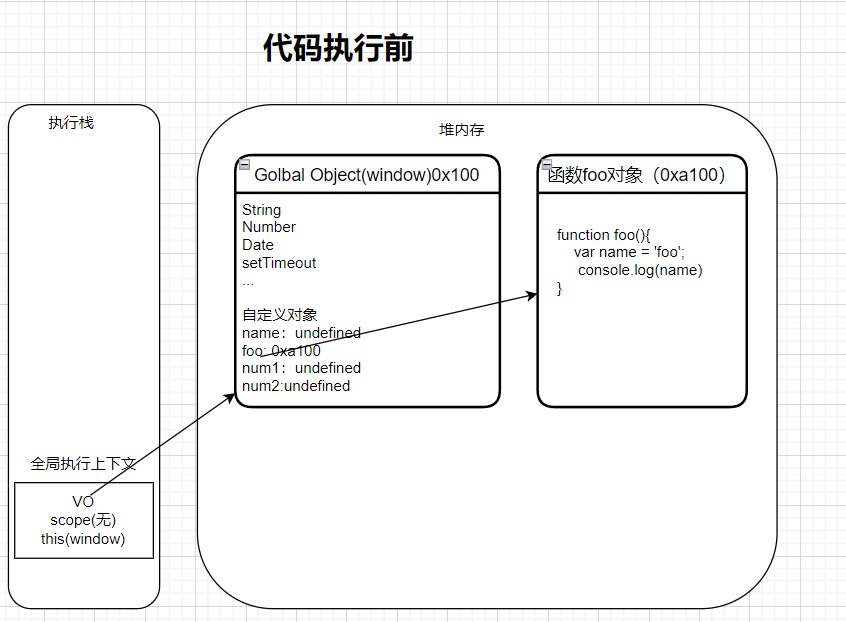 代码执行前
执行栈
堆内存
Golbal Object(window)0x100
String
Number
Date
setTimeout
...
自定义对象
name：undefined
foo: 0xa100
num1：undefined
num2:undefined
函数foo对象（0xa100）
function foo(){
var name = 'foo';
console.log(name)
}
全局执行上下文
VO
scope(无)
this(window)